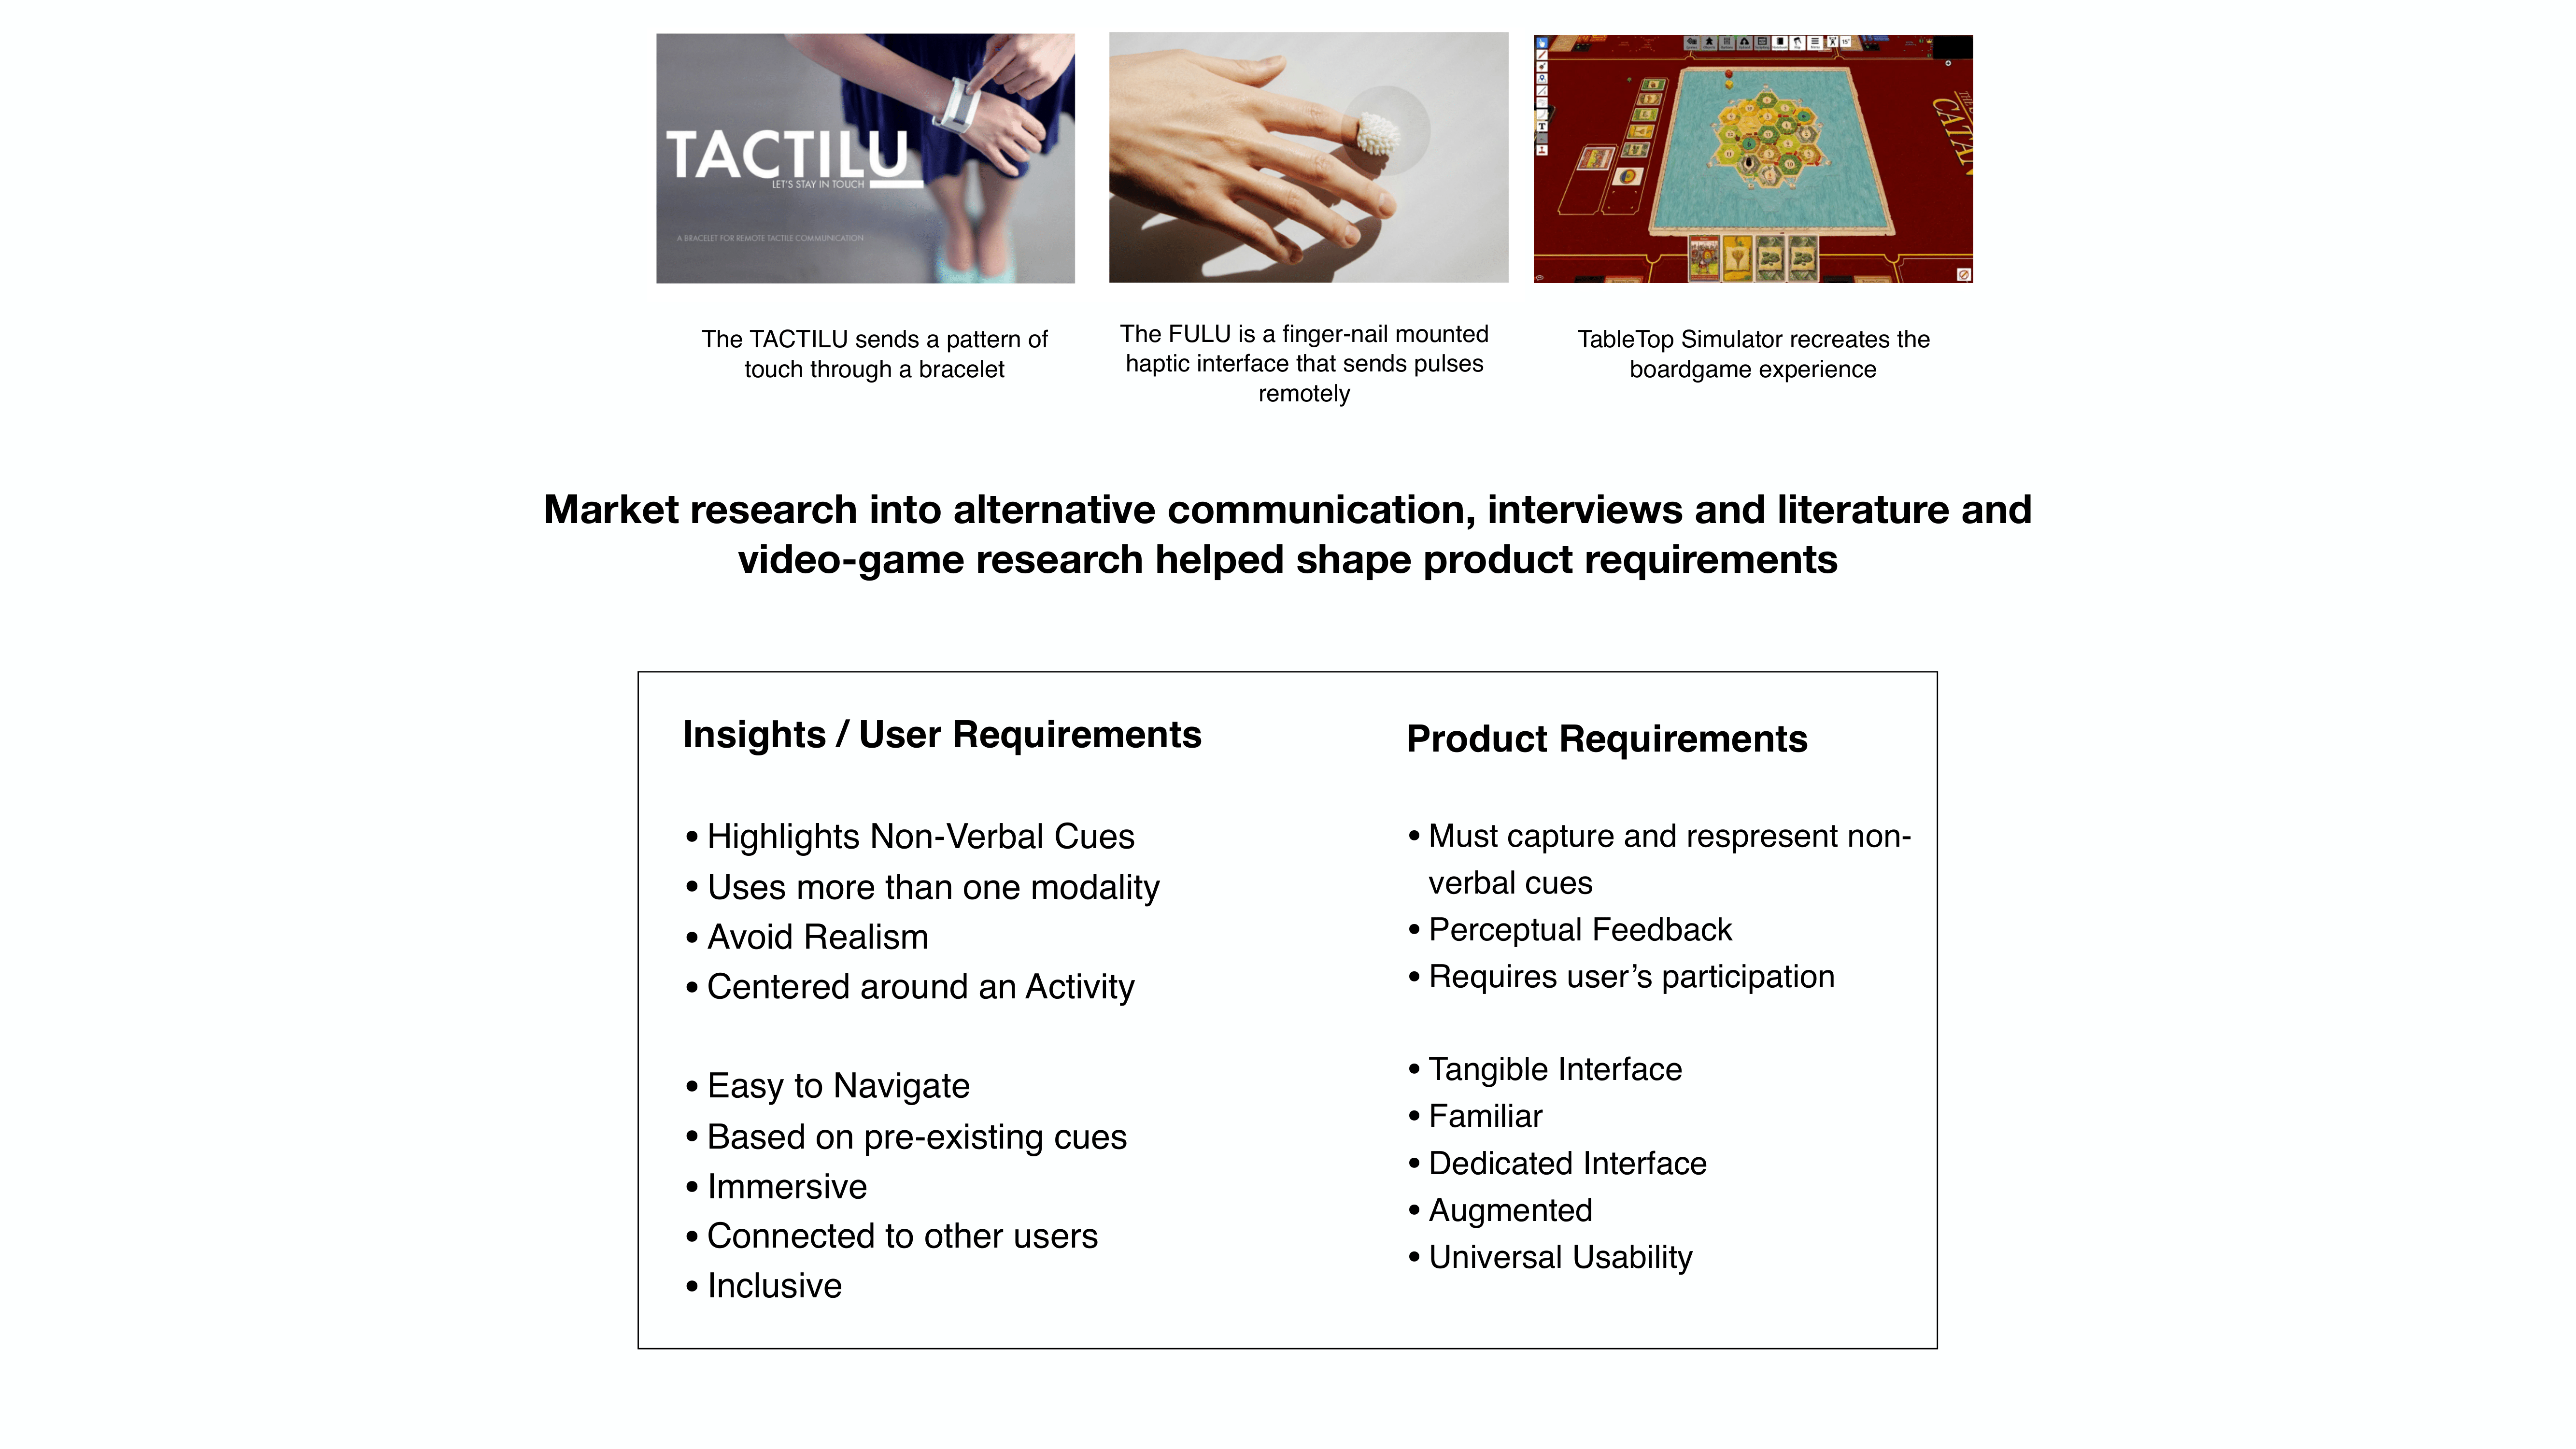 TACTILU
LET'S STAY IN TOUCH
A BRACELET FOR REMOTE TACTILE COMMUNICATION
CATAN
The TACTILU sends a pattern of
touch through a bracelet
The FULU is a finger-nail mounted
haptic interface that sends pulses
remotely
TableTop Simulator recreates the
boardgame experience
Market research into alternative communication, interviews and literature and
video-game research helped shape product requirements
Insights / User Requirements
• Highlights Non-Verbal Cues
• Uses more than one modality
• Avoid Realism
• Centered around an Activity
• Easy to Navigate
• Based on pre-existing cues
• Immersive
• Connected to other users
• Inclusive
Product Requirements
• Must capture and respresent non-
verbal cues
• Perceptual Feedback
• Requires user’s participation
• Tangible Interface
• Familiar
• Dedicated Interface
• Augmented
• Universal Usability